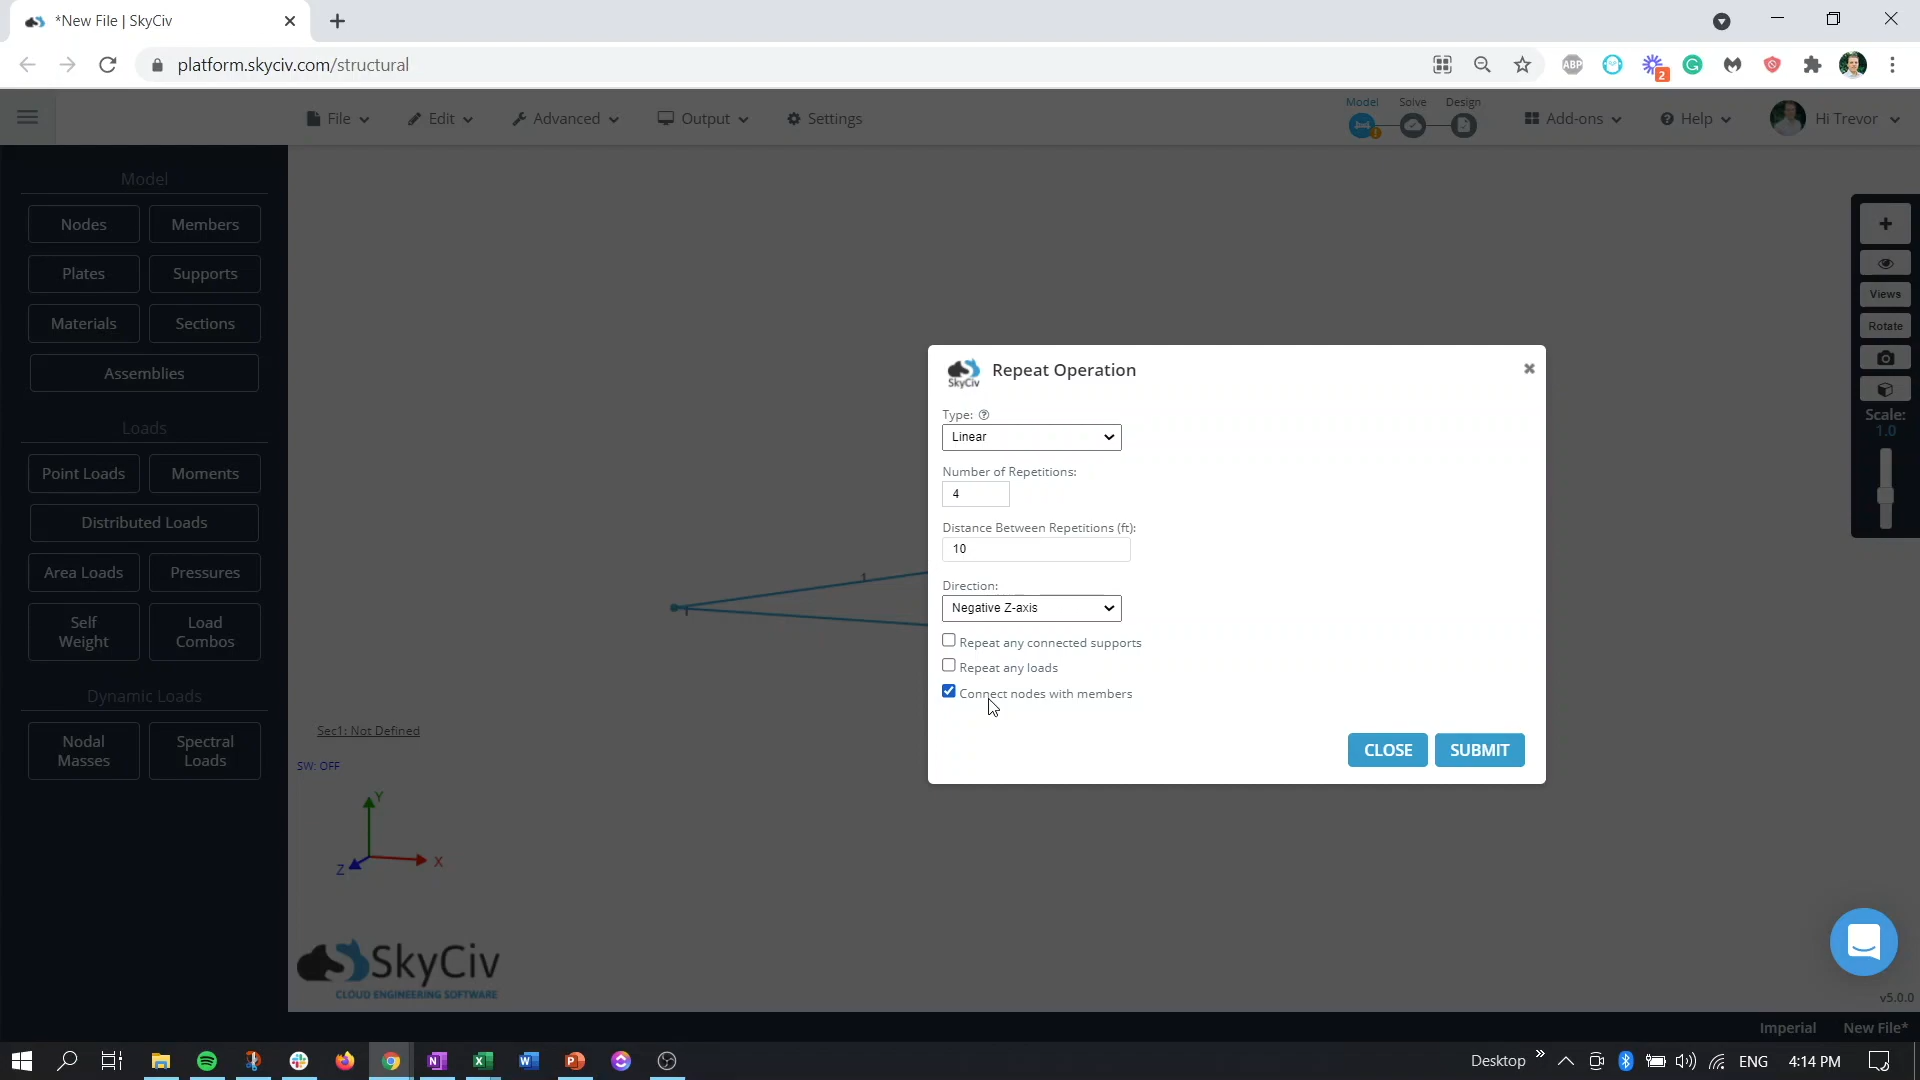 *New File | SkyCiv
platform.skyciv.com/structural
ABP
2
File
Edit
Advanced
Output
Settings
Model
Solve
Design
Add-ons
Help
Hi Trevor
Model
Nodes
Members
Plates
Supports
Materials
Sections
Assemblies
Loads
Point Loads
Moments
Distributed Loads
Area Loads
Pressures
Self
Weight
Load
Combos
Dynamic Loads
Nodal
Masses
Spectral
Loads
Views
Rotate
Scale:
1.0
1
SkyCiv
Repeat Operation
Type:
Linear
Number of Repetitions:
4
Distance Between Repetitions (ft):
10
Direction:
Negative Z-axis
Repeat any connected supports
Repeat any loads
Connect nodes with members
CLOSE
SUBMIT
Sec1: Not Defined
SW: OFF
Y
X
Z
SkyCiv
CLOUD ENGINEERING SOFTWARE
v5.0.0
Imperial
New File*
Desktop
ENG
4:14 PM